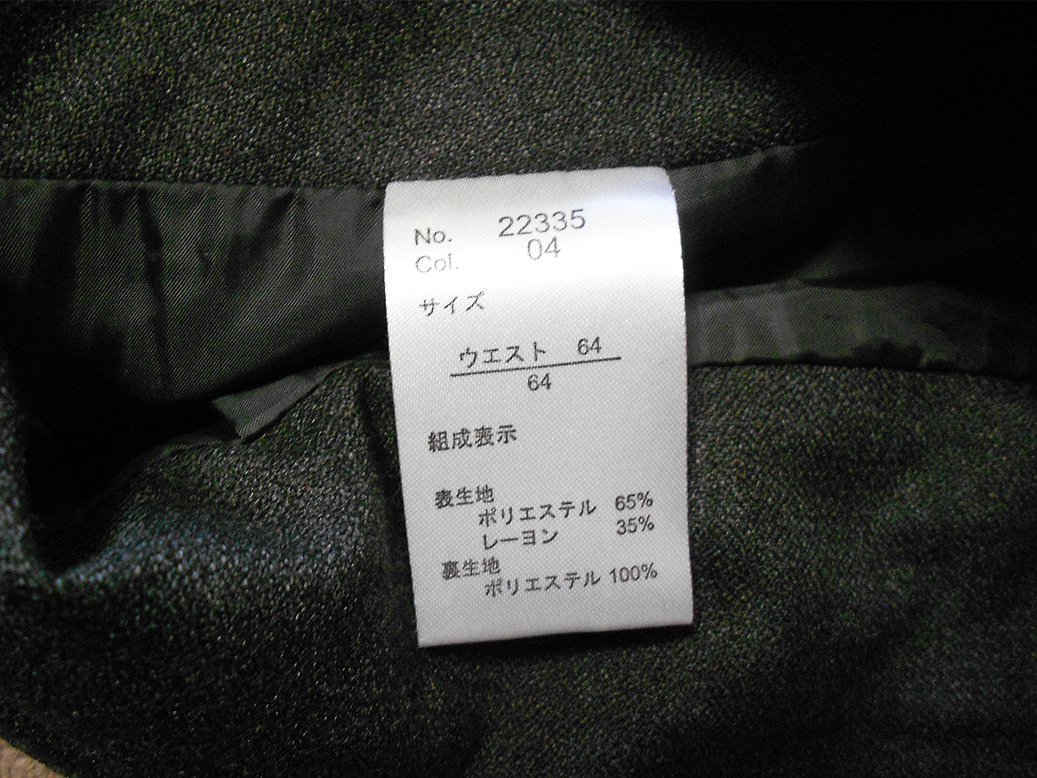 No. 22335
Col. 04
サイズ
ウエスト 64
64
組成表示
表生地
ポリエステル 65%
レーヨン 35%
裏生地
ポリエステル 100%